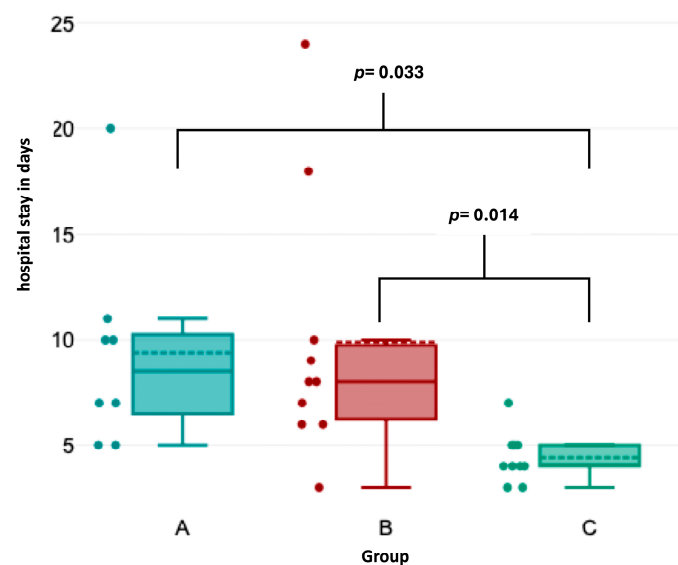 25
p= 0.033
20
p= 0.014
15
hospital stay in days
10
5
A B C
Group